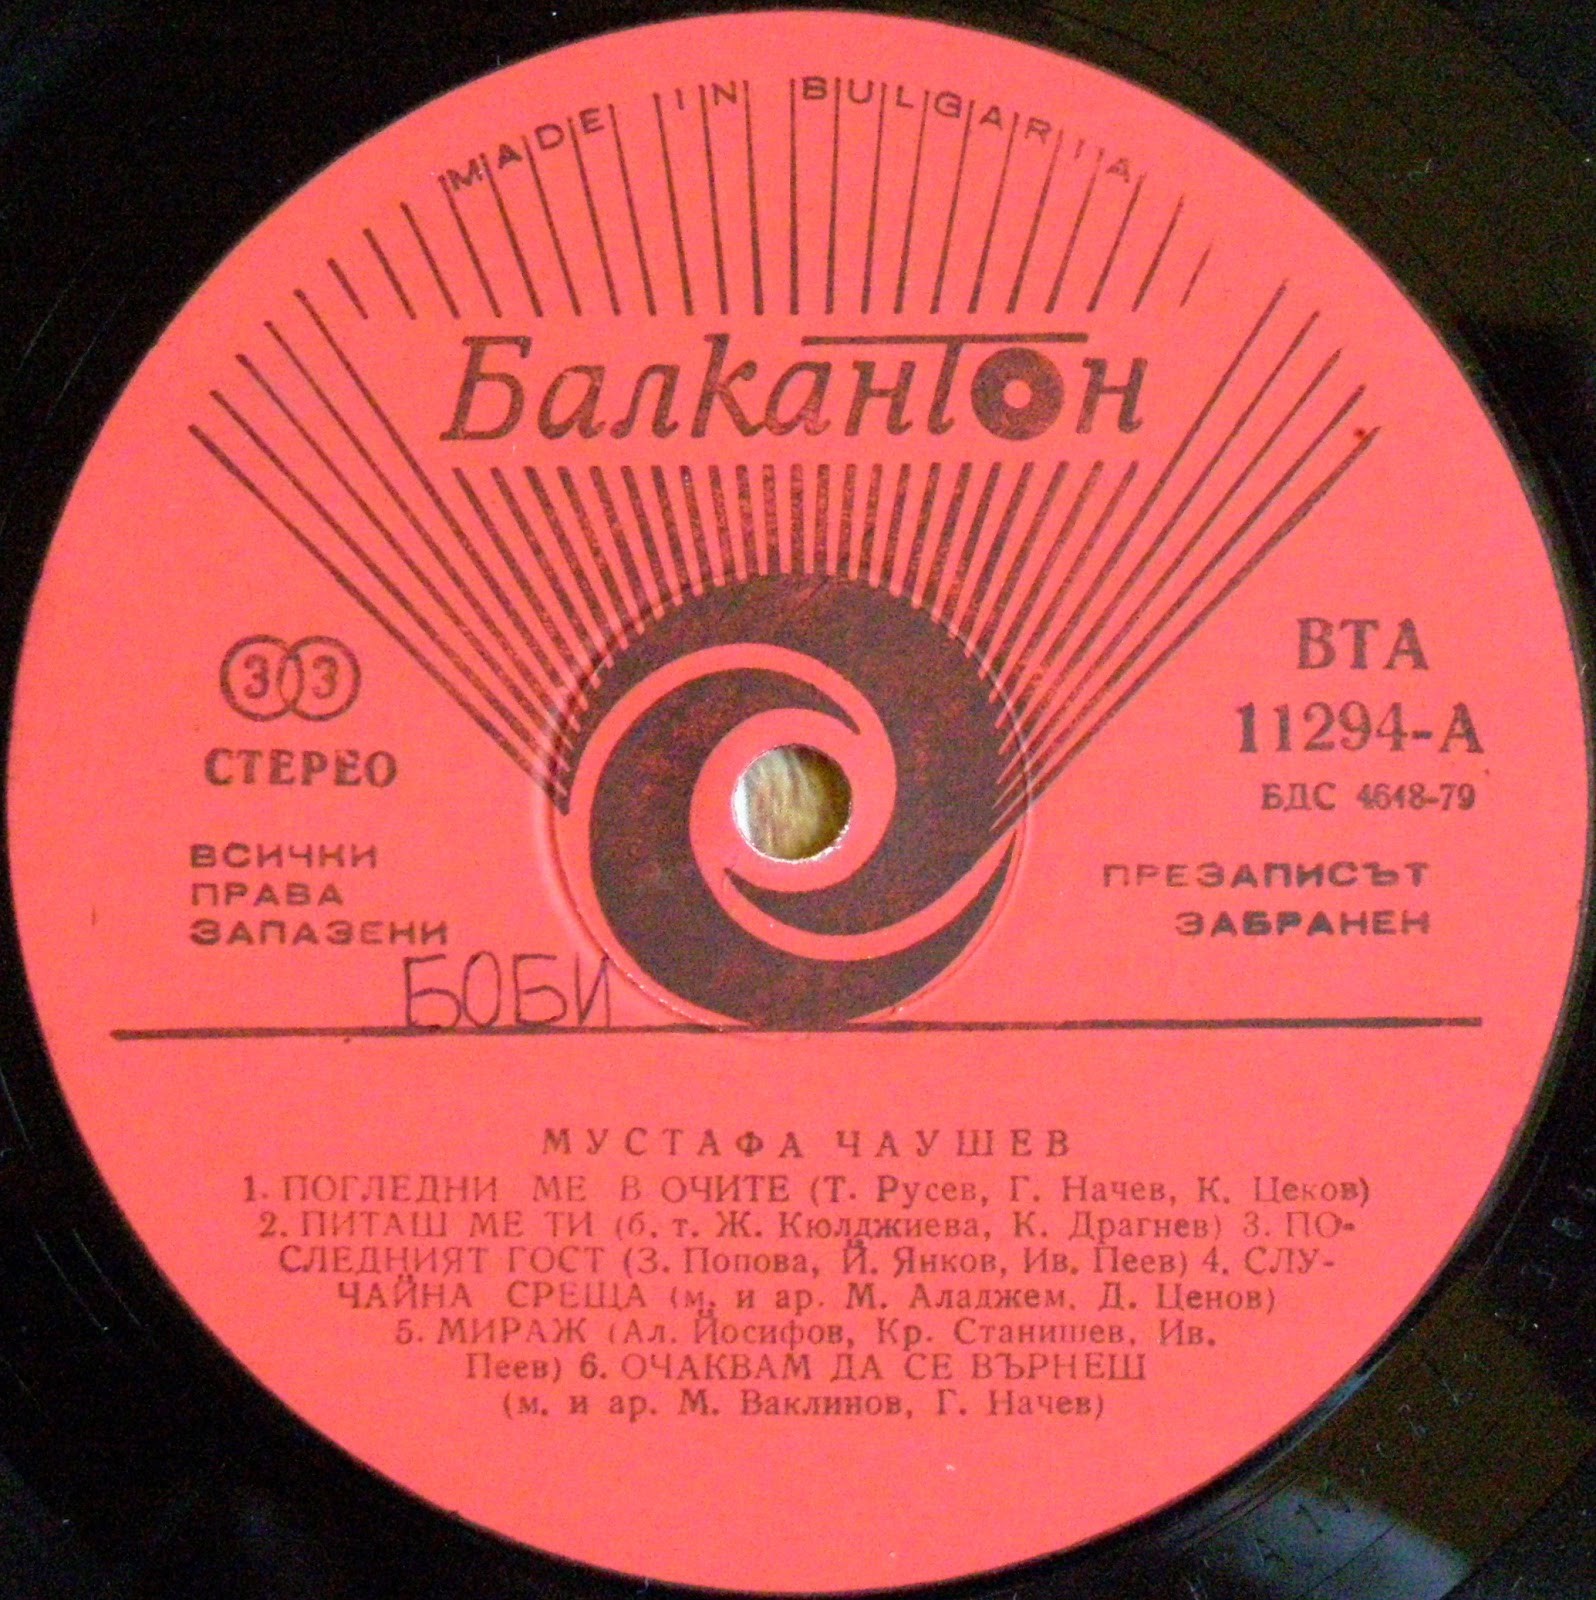 MADE IN BULGARIA
Балкантон
33
СТЕРЕО
ВСИЧКИ
ПРАВА
ЗАПАЗЕНИ
ВТА
11294-А
БДС 4648-79
ПРЕЗАПИСЪТ
ЗАБРАНЕН
БОБИ
МУСТАФА ЧАУШЕВ
1. ПОГЛЕДНИ МЕ В ОЧИТЕ (Т. Русев, Г. Начев, К. Цеков)
2. ПИТАШ МЕ ТИ (б. т. Ж. Кюлджиева, К. Драгнев) 3. ПО-
СЛЕДНИЯТ ГОСТ (З. Попова, Й. Янков, Ив. Пеев) 4. СЛУ-
ЧАЙНА СРЕЩА (м. и ар. М. Аладжем, Д. Ценов)
5. МИРАЖ (Ал. Йосифов, Кр. Станишев, Ив.
Пеев) 6. ОЧАКВАМ ДА СЕ ВЪРНЕШ
(м. и ар. М. Ваклинов, Г. Начев)